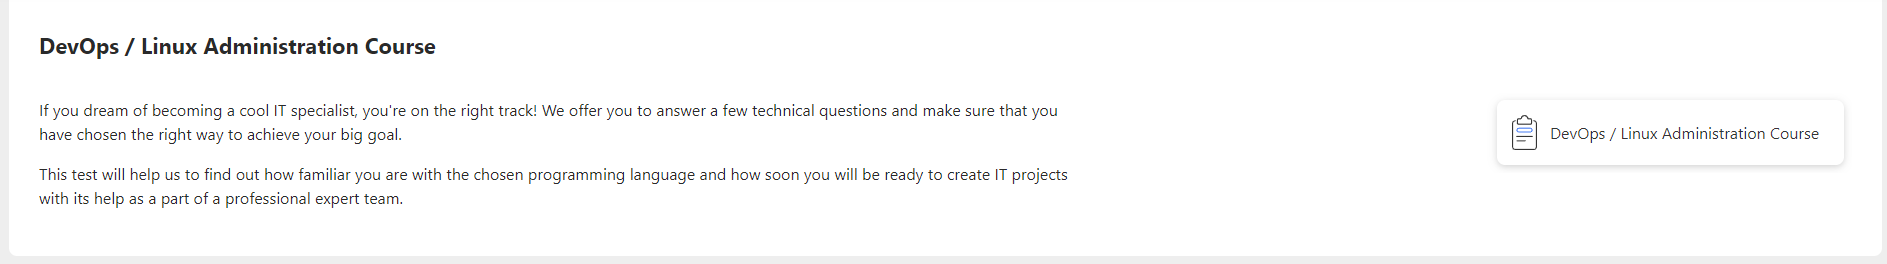 DevOps / Linux Administration Course
If you dream of becoming a cool IT specialist, you're on the right track! We offer you to answer a few technical questions and make sure that you
have chosen the right way to achieve your big goal.
This test will help us to find out how familiar you are with the chosen programming language and how soon you will be ready to create IT projects
with its help as a part of a professional expert team.
DevOps / Linux Administration Course